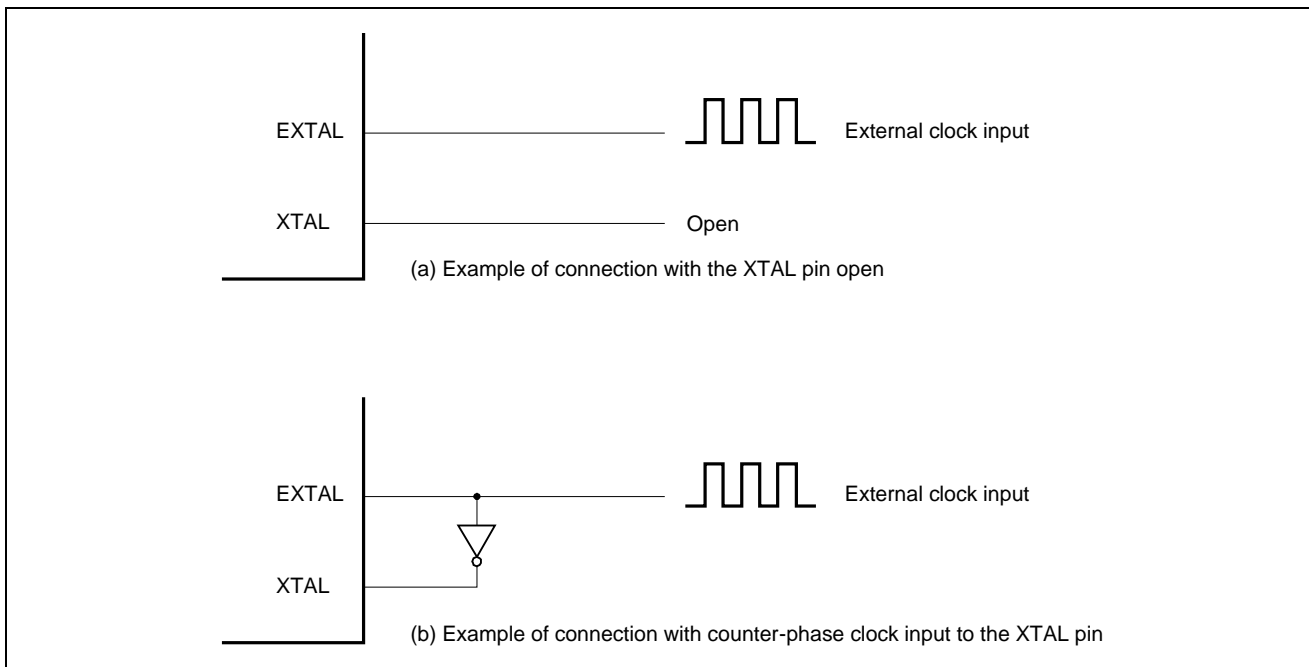 EXTAL
External clock input
XTAL
Open
(a) Example of connection with the XTAL pin open
EXTAL
External clock input
XTAL
(b) Example of connection with counter-phase clock input to the XTAL pin